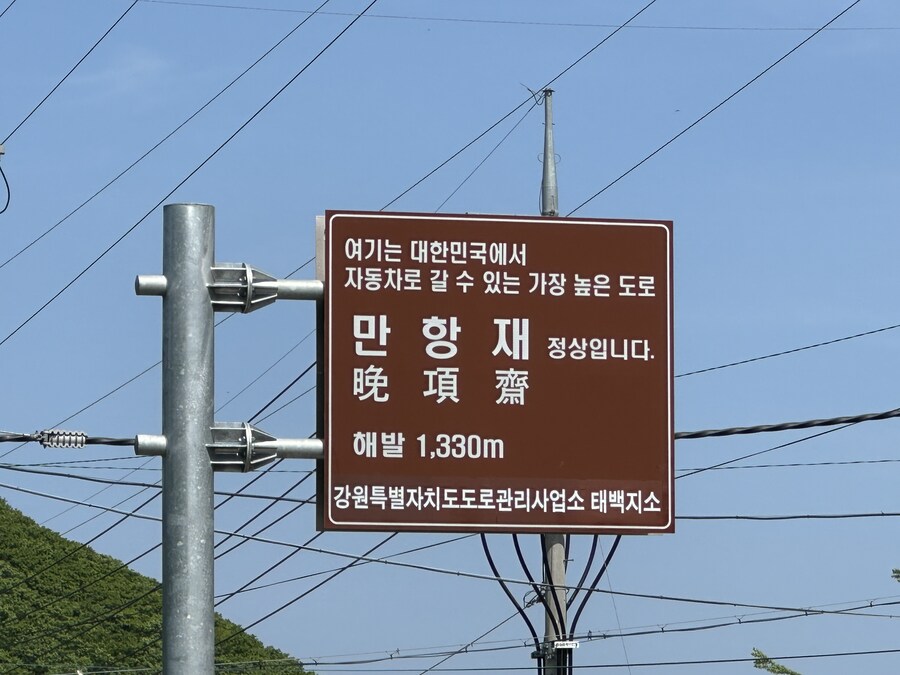 여기는 대한민국에서
자동차로 갈 수 있는 가장 높은 도로
만 항 재 정상입니다.
晩 項 齋
해발 1,330m
강원특별자치도도로관리사업소 태백지소